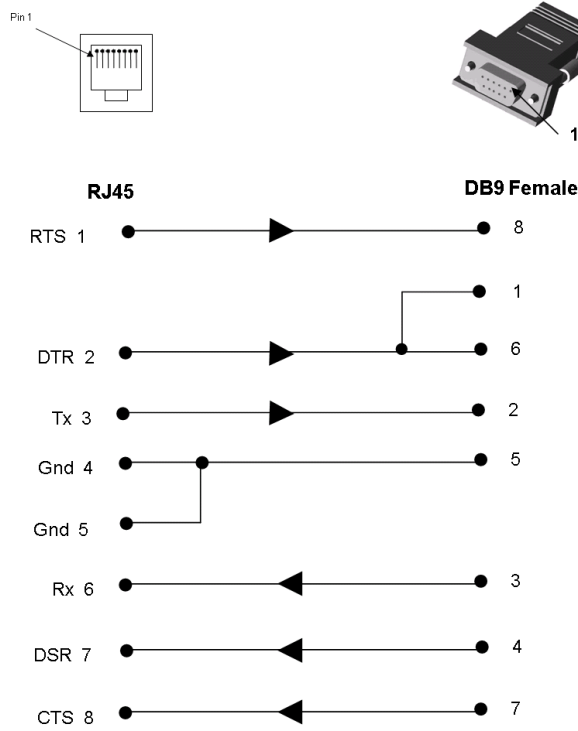 Pin 1
1
RJ45 DB9 Female
RTS 1 8
1
DTR 2 6
Tx 3 2
Gnd 4 5
Gnd 5
Rx 6 3
DSR 7 4
CTS 8 7